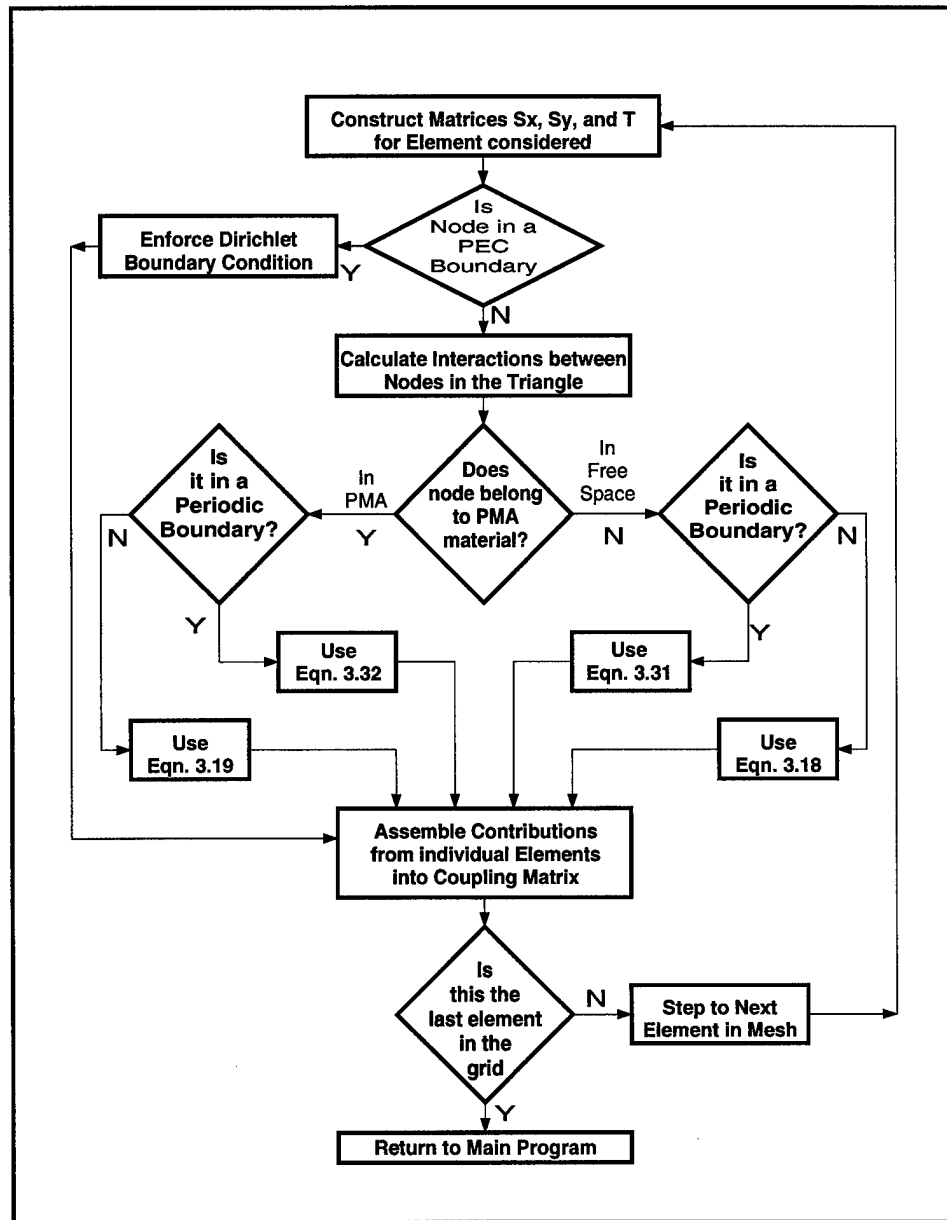 Construct Matrices Sx, Sy, and T
for Element considered
Is
Node in a
PEC
Boundary
Enforce Dirichlet
Boundary Condition
Y
N
Calculate Interactions between
Nodes in the Triangle
Is
it in a
Periodic
Boundary?
In
PMA
Y
Does
node belong
to PMA
material?
In
Free
Space
N
Is
it in a
Periodic
Boundary?
N
N
Y
Y
Use
Eqn. 3.32
Use
Eqn. 3.31
Use
Eqn. 3.19
Use
Eqn. 3.18
Assemble Contributions
from individual Elements
into Coupling Matrix
Is
this the
last element
in the
grid
N
Step to Next
Element in Mesh
Y
Return to Main Program